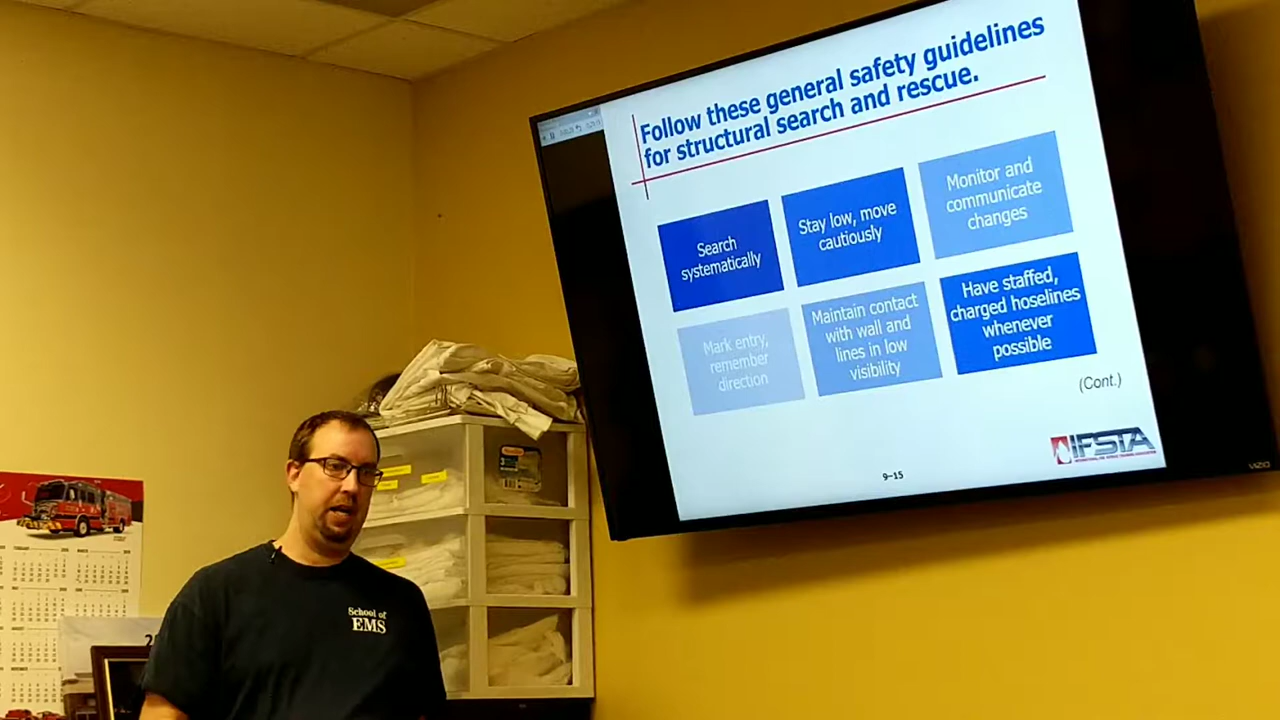 Follow these general safety guidelines
for structural search and rescue.
Search
systematically
Stay low, move
cautiously
Monitor and
communicate
changes
Mark entry,
remember
direction
Maintain contact
with wall and
lines in low
visibility
Have staffed,
charged hoselines
whenever
possible
(Cont.)
IFSTA
9-15
VIZIO
School of
EMS